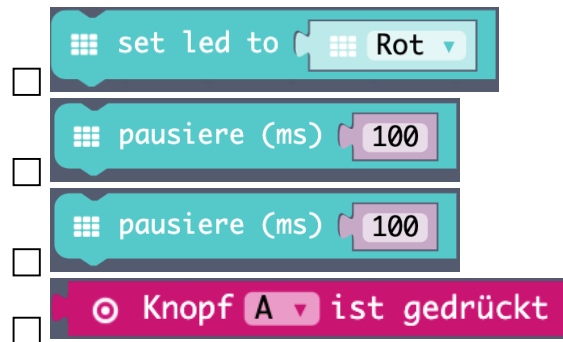 set led to Rot
pausiere (ms) 100
pausiere (ms) 100
Knopf A ist gedrückt